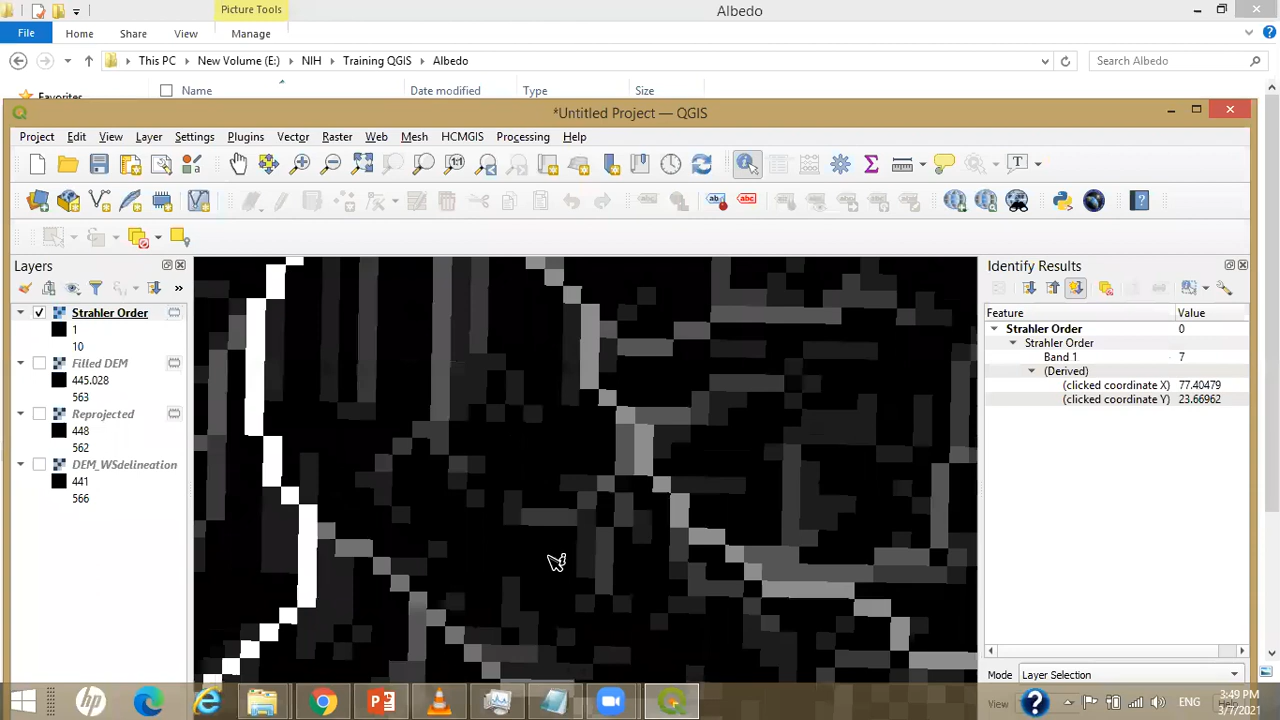 Picture Tools
Albedo
File
Home
Share
View
Manage
This PC
New Volume (E:)
NIH
Training QGIS
Albedo
Search Albedo
Favorites
Name
Date modified
Type
Size
*Untitled Project — QGIS
Project
Edit
View
Layer
Settings
Plugins
Vector
Raster
Web
Mesh
HCMGIS
Processing
Help
Layers
Strahler Order
1
10
Filled DEM
445.028
563
Reprojected
448
562
DEM_WSdelineation
441
566
Identify Results
Feature
Value
Strahler Order
0
Strahler Order
Band 1
7
(Derived)
(clicked coordinate X)
77.40479
(clicked coordinate Y)
23.66962
Mode
Layer Selection
View
Help
ENG
3:49 PM
3/7/2021